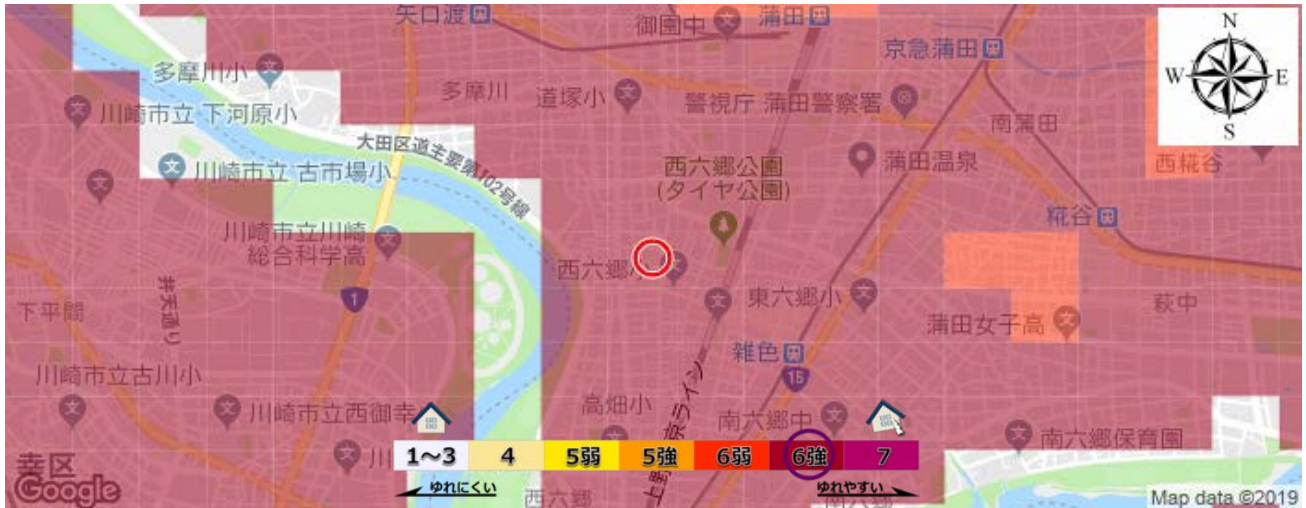 矢口渡
御園中
蒲田
京急蒲田
N
W
E
S
多摩川小
川崎市立 下河原小
多摩川
道塚小
警視庁 蒲田警察署
南蒲田
大田区道主要第102号線
川崎市立 古市場小
西六郷公園
(タイヤ公園)
蒲田温泉
西糀谷
糀谷
川崎市立川崎
総合科学高
西六郷小
1
東六郷小
萩中
下平間
弁天通り
蒲田女子高
雑色
15
川崎市立古川小
高畑小
川崎市立西御幸
南六郷中
南六郷保育園
川
1～3
4
5弱
5強
6弱
6強
7
ゆれにくい
ゆれやすい
幸区
Google
西六郷
京ライン
上野
Map data ©2019